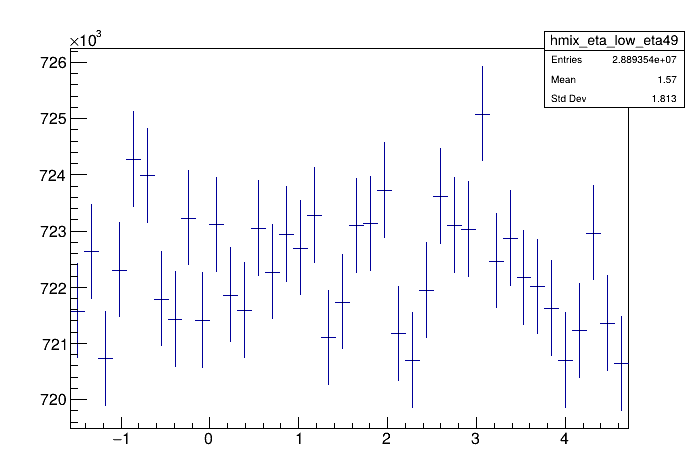 ×10³
hmix_eta_low_eta49
Entries 2.889354e+07
Mean 1.57
Std Dev 1.813
726
725
724
723
722
721
720
−1 0 1 2 3 4